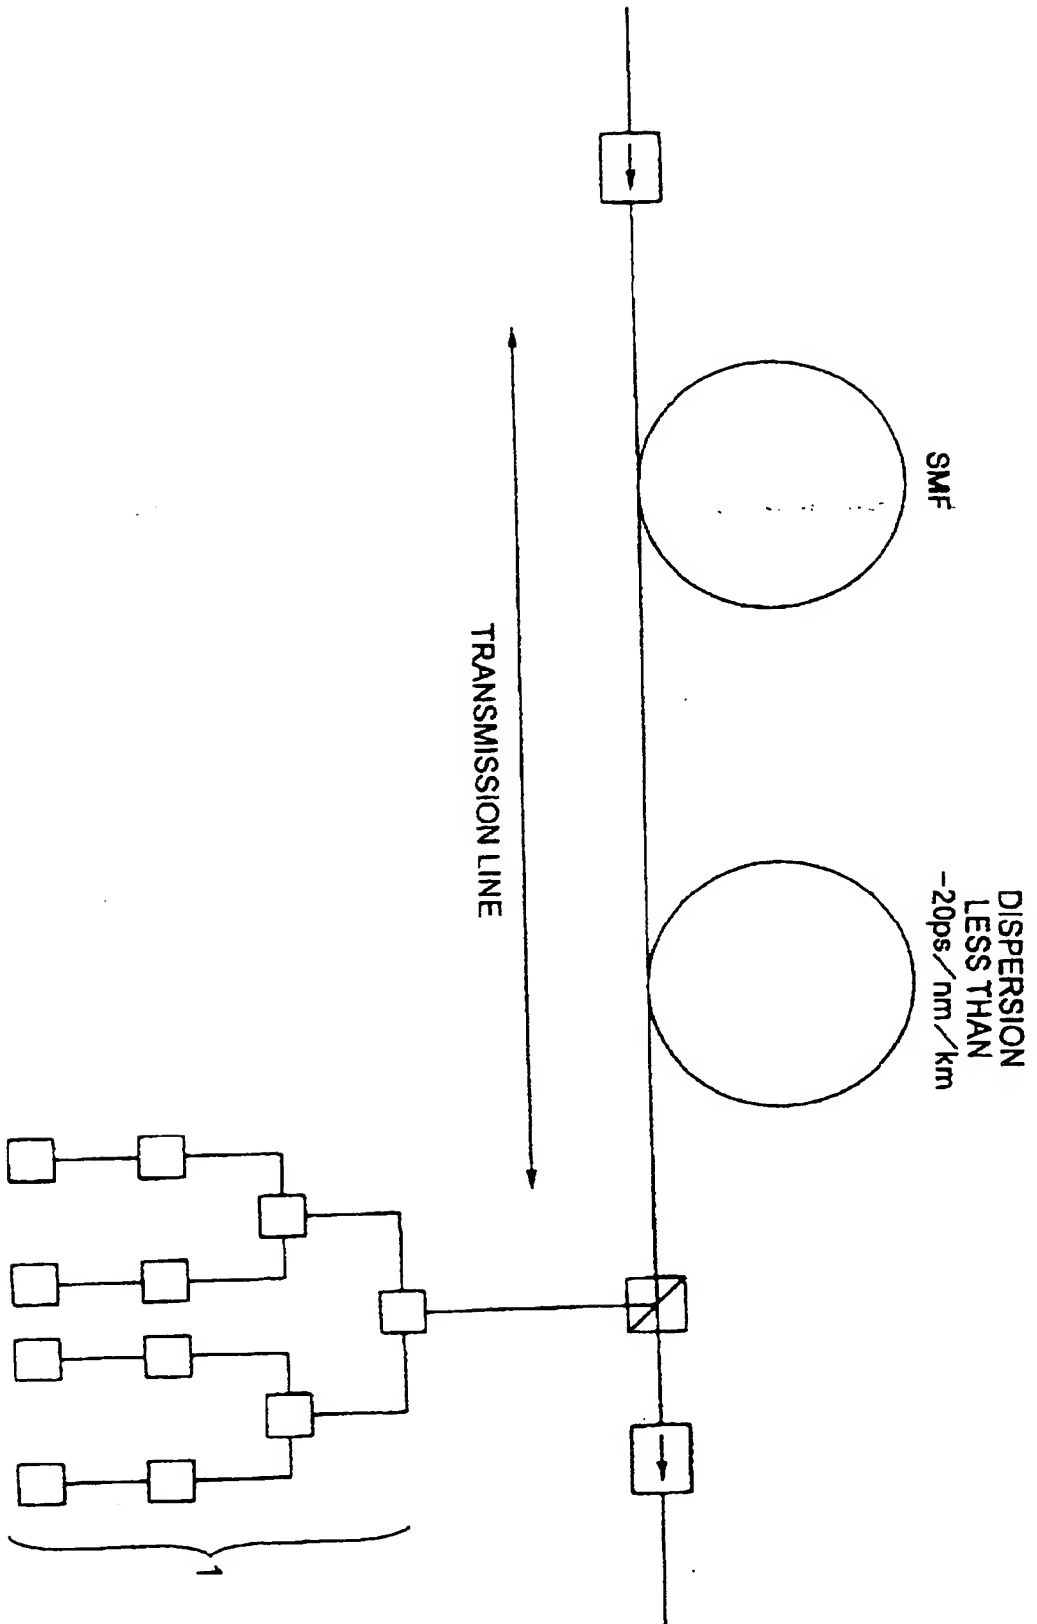 SMF
DISPERSION
LESS THAN
-20ps/nm/km
TRANSMISSION LINE
1